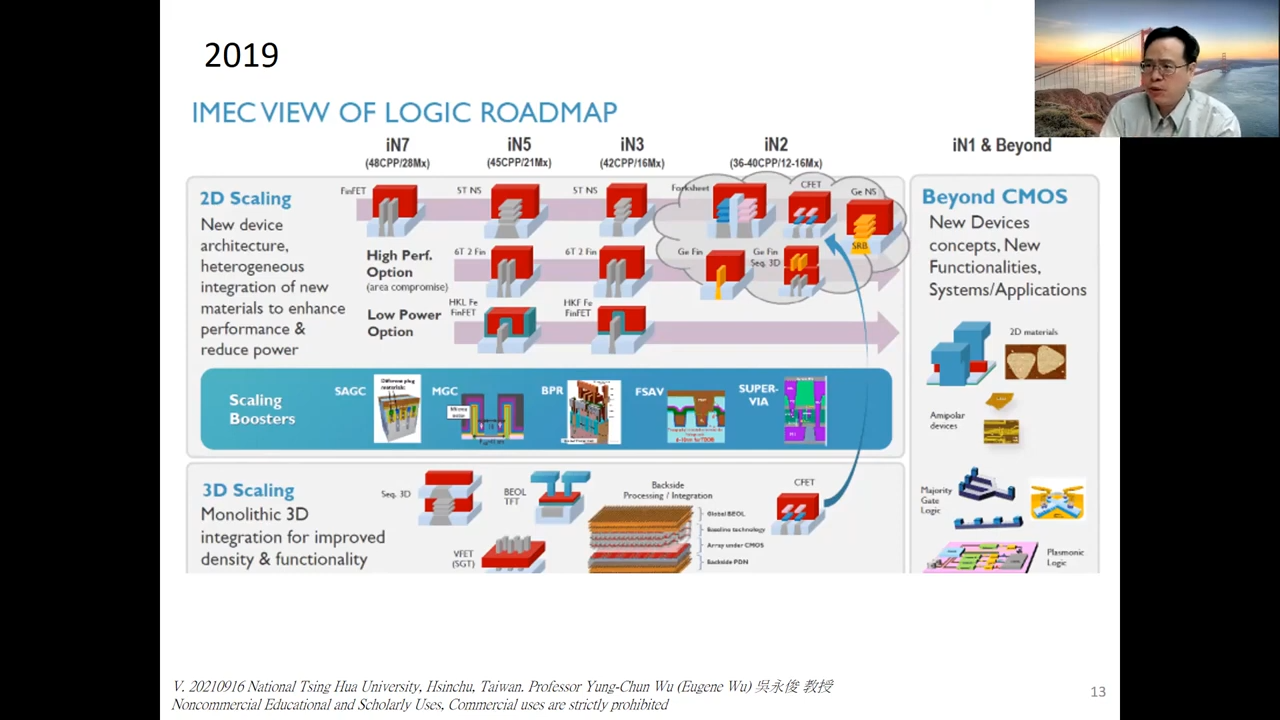 2019
IMEC VIEW OF LOGIC ROADMAP
iN7
(48CPP/28Mx)
iN5
(45CPP/21Mx)
iN3
(42CPP/16Mx)
iN2
(36-40CPP/12-16Mx)
iN1 & Beyond
2D Scaling
New device
architecture,
heterogeneous
integration of new
materials to enhance
performance &
reduce power
FinFET
5T NS
5T NS
Forksheet
CFET
Ge NS
SRB
High Perf.
Option
(area compromise)
6T 2 Fin
6T 2 Fin
Ge Fin
Ge Fin
Seq. 3D
Low Power
Option
HKL Fe
FinFET
HKF Fe
FinFET
Scaling
Boosters
SAGC
Different plug
materials
MGC
BPR
FSAV
SUPER-
VIA
3D Scaling
Monolithic 3D
integration for improved
density & functionality
Seq. 3D
BEOL
TFT
VFET
(SGT)
Backside
Processing / Integration
Global BEOL
Baseline technology
Array under CMOS
Backside PDN
CFET
Beyond CMOS
New Devices
concepts, New
Functionalities,
Systems/Applications
2D materials
Amipolar
devices
Majority
Gate
Logic
Plasmonic
Logic
V. 20210916 National Tsing Hua University, Hsinchu, Taiwan. Professor Yung-Chun Wu (Eugene Wu) 吳永俊 教授
Noncommercial Educational and Scholarly Uses, Commercial uses are strictly prohibited
13